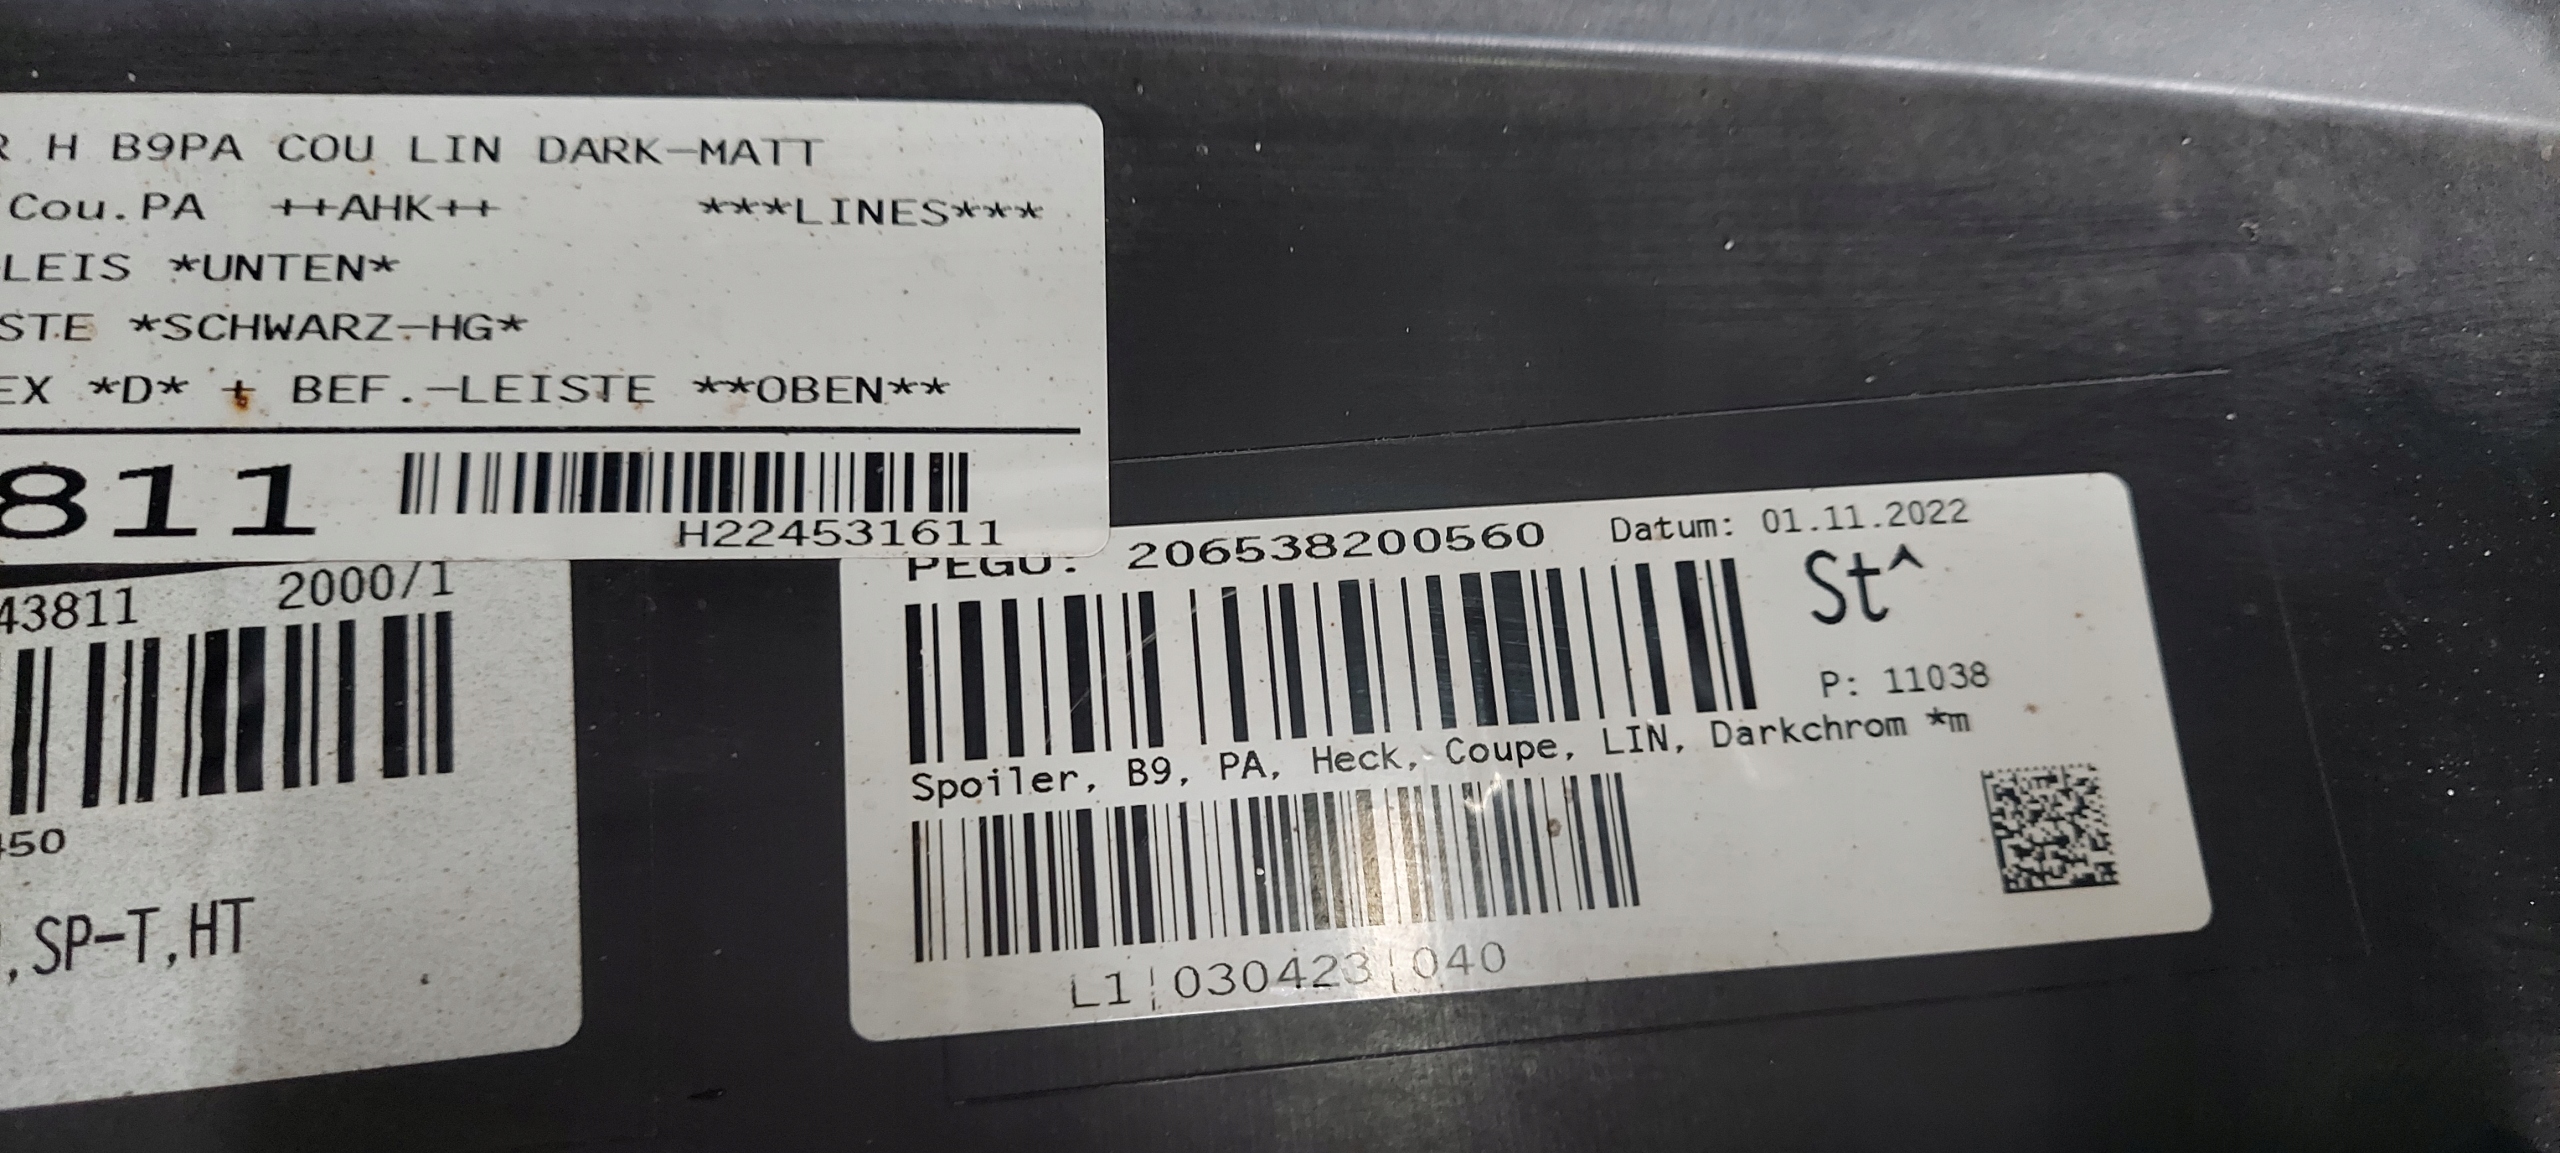 R H B9PA COU LIN DARK-MATT
Cou.PA ++AHK++ ***LINES***
LEIS *UNTEN*
STE *SCHWARZ-HG*
EX *D* + BEF.-LEISTE **OBEN**
811
H224531611
43811 2000/1
450
,SP-T,HT
PEGU: 206538200560 Datum: 01.11.2022
St^
P: 11038
Spoiler, B9, PA, Heck, Coupe, LIN, Darkchrom *m
L1¦030423¦040